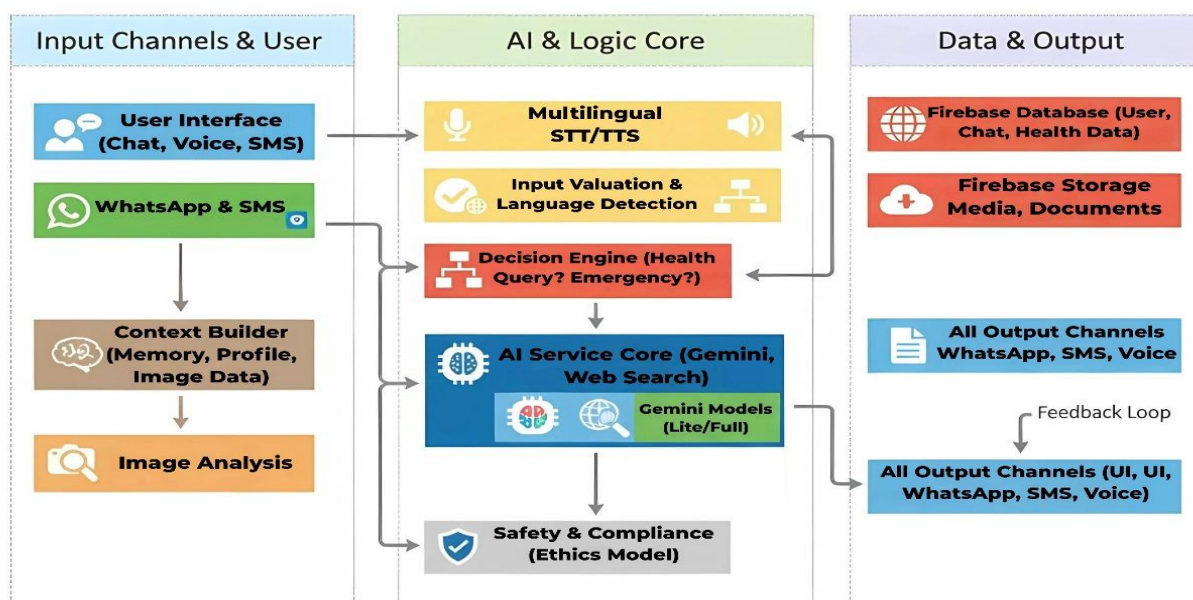 Input Channels & User
User Interface
(Chat, Voice, SMS)
WhatsApp & SMS
Context Builder
(Memory, Profile,
Image Data)
Image Analysis
AI & Logic Core
Multilingual
STT/TTS
Input Valuation &
Language Detection
Decision Engine (Health
Query? Emergency?)
AI Service Core (Gemini,
Web Search)
Gemini Models
(Lite/Full)
Safety & Compliance
(Ethics Model)
Data & Output
Firebase Database (User,
Chat, Health Data)
Firebase Storage
Media, Documents
All Output Channels
WhatsApp, SMS, Voice
Feedback Loop
All Output Channels (UI, UI,
WhatsApp, SMS, Voice)